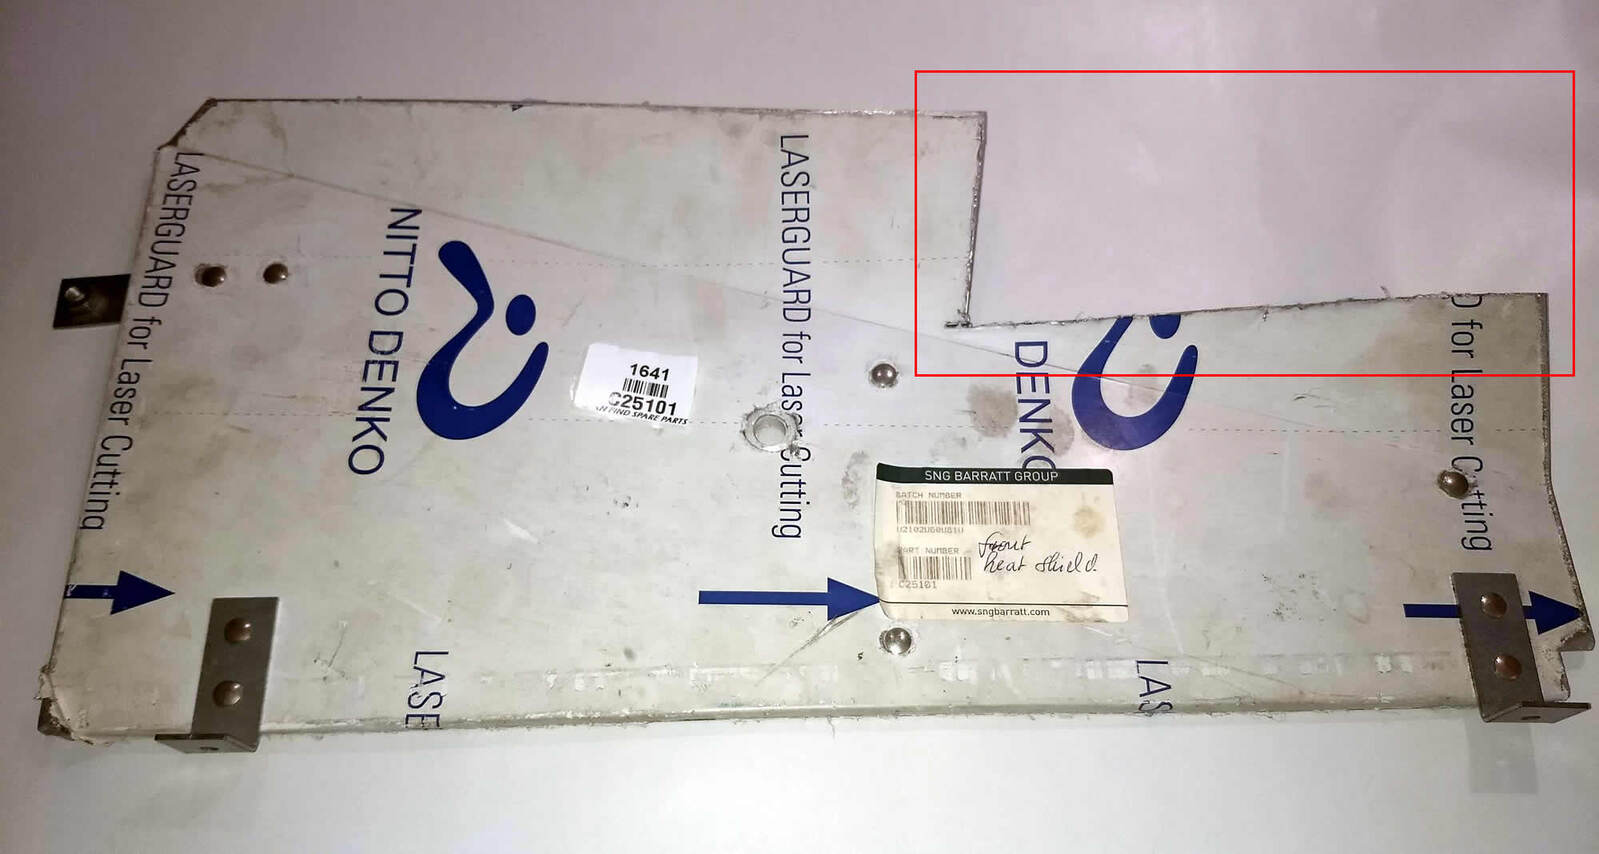 LASERGUARD for Laser Cutting
NITTO DENKO
LASERGUARD for Laser Cutting
DENKO
D for Laser Cutting
1641
C25101
AN FIND SPARE PARTS
SNG BARRATT GROUP
BATCH NUMBER
PART NUMBER
front
heat shield.
C25101
www.sngbarratt.com
LASE
LAS